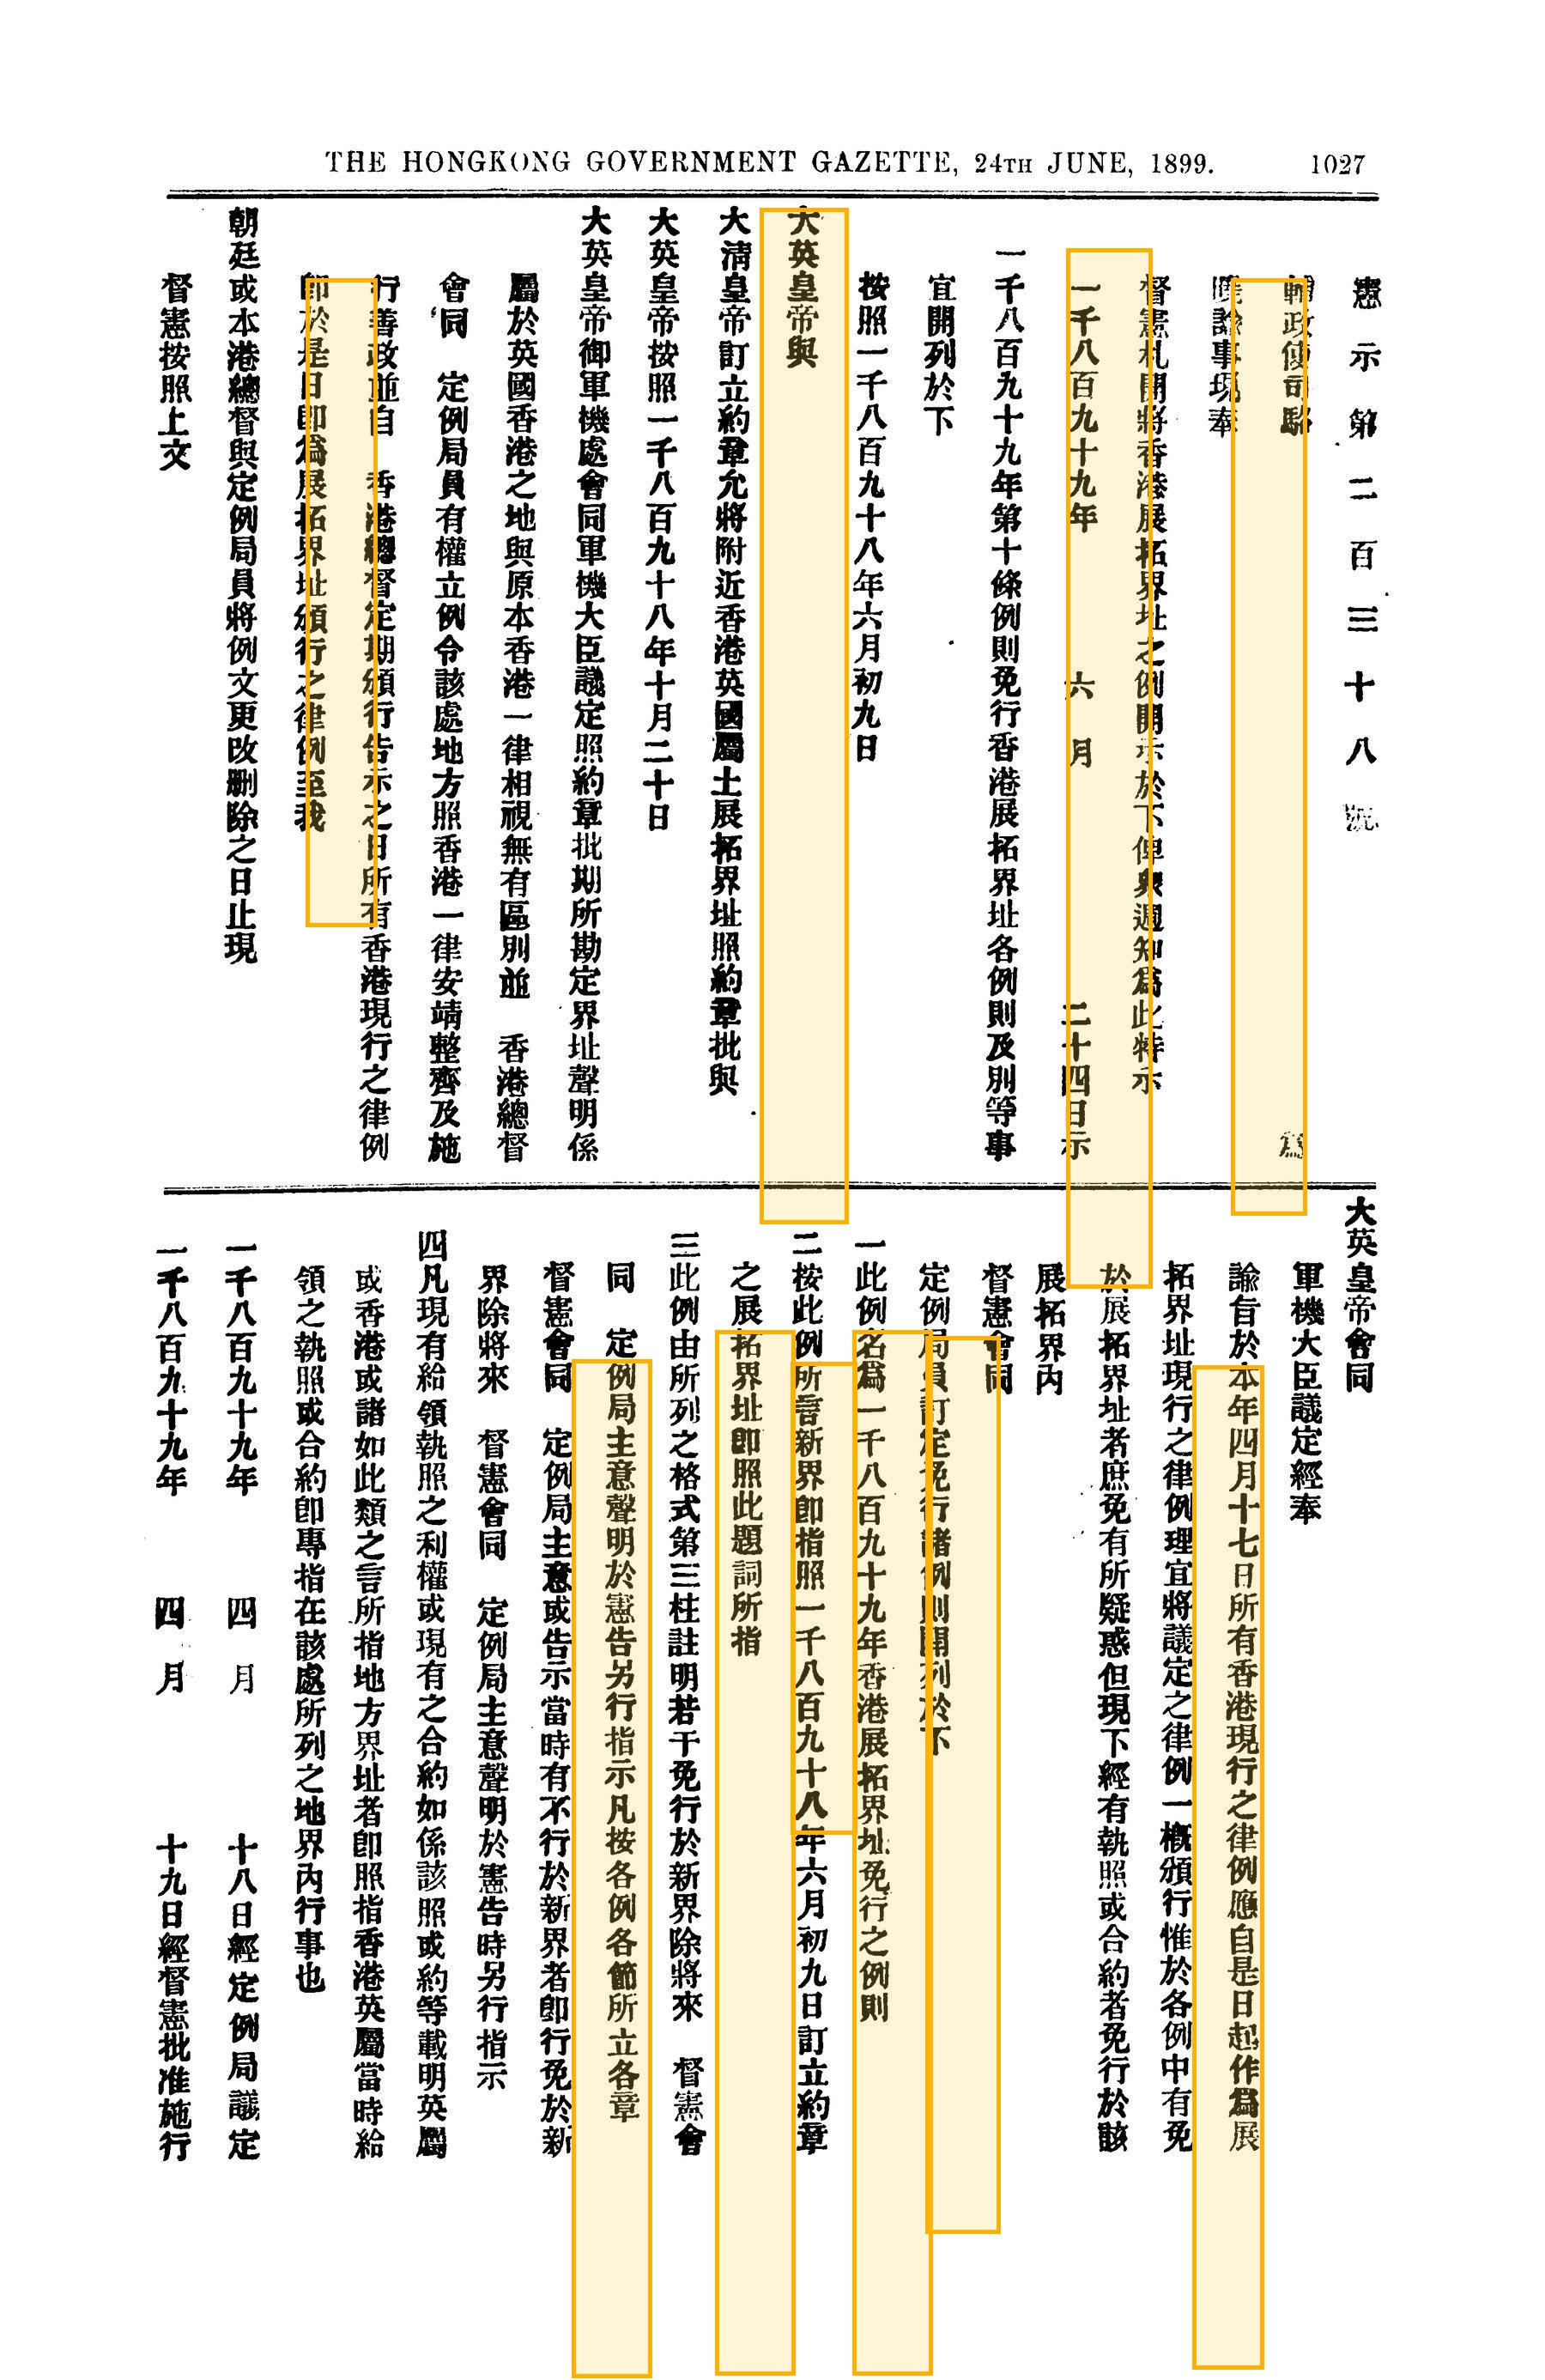 THE HONGKONG GOVERNMENT GAZETTE, 24TH JUNE, 1899. 1027
憲示第二百三十八號
輔政使司駱 爲
曉諭事現奉
督憲札開將香港展拓界址之例開示於下俾衆週知爲此特示
一千八百九十九年 六月 二十四日示
一千八百九十九年第十條例則免行香港展拓界址各例則及別等事
宜開列於下
按照一千八百九十八年六月初九日
大英皇帝與
大清皇帝訂立約章允將附近香港英國屬土展拓界址照約章批與
大英皇帝按照一千八百九十八年十月二十日
大英皇帝御軍機處會同軍機大臣議定照約章批期所勘定界址聲明係
屬於英國香港之地與原本香港一律相視無有區別並 香港總督
會同 定例局員有權立例令該處地方照香港一律安靖整齊及施
行善政並自 香港總督定期頒行告示之日所有香港現行之律例
卽於是日卽爲展拓界址頒行之律例至我
朝廷或本港總督與定例局員將例文更改删除之日止現
督憲按照上文
大英皇帝會同
軍機大臣議定經奉
諭旨於本年四月十七日所有香港現行之律例應自是日起作爲展
拓界址現行之律例理宜將議定之律例一概頒行惟於各例中有免
於展拓界址者庶免有所疑惑但現下經有執照或合約者免行於該
展拓界內
督憲會同
定例局員訂定免行諸例則開列於下
一此例名爲一千八百九十九年香港展拓界址免行之例則
二按此例所言新界卽指照一千八百九十八年六月初九日訂立約章
之展拓界址卽照此題詞所指
三此例由所列之格式第三柱註明若干免行於新界除將來 督憲會
同 定例局主意聲明於憲告另行指示凡按各例各節所立各章
督憲會同 定例局主意或告示當時有不行於新界者卽行免於新
界除將來 督憲會同 定例局主意聲明於憲告時另行指示
四凡現有給領執照之利權或現有之合約如係該照或約等載明英屬
或香港或諸如此類之言所指地方界址者卽照指香港英屬當時給
領之執照或合約卽專指在該處所列之地界內行事也
一千八百九十九年 四月 十八日經定例局議定
一千八百九十九年 四月 十九日經督憲批准施行